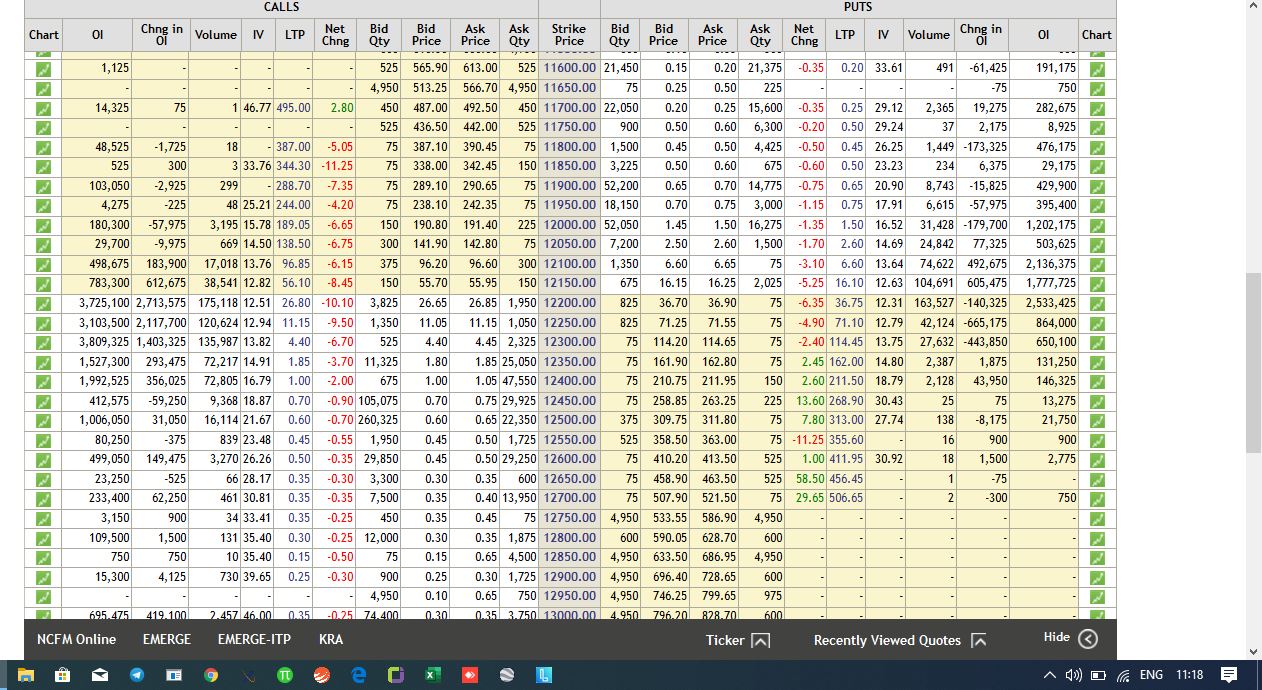 CALLS PUTS
Chart OI Chng in OI Volume IV LTP Net Chng Bid Qty Bid Price Ask Price Ask Qty Strike Price Bid Qty Bid Price Ask Price Ask Qty Net Chng LTP IV Volume Chng in OI OI Chart
1,125 - - - - - 525 565.90 613.00 525 11600.00 21,450 0.15 0.20 21,375 -0.35 0.20 33.61 491 -61,425 191,175
- - - - - - 4,950 513.25 566.70 4,950 11650.00 75 0.25 0.50 225 - - - - -75 750
14,325 75 1 46.77 495.00 2.80 450 487.00 492.50 450 11700.00 22,050 0.20 0.25 15,600 -0.35 0.25 29.12 2,365 19,275 282,675
- - - - - - 525 436.50 442.00 525 11750.00 900 0.50 0.60 6,300 -0.20 0.50 29.24 37 2,175 8,925
48,525 -1,725 18 - 387.00 -5.05 75 387.10 390.45 75 11800.00 1,500 0.45 0.50 4,425 -0.50 0.45 26.25 1,449 -173,325 476,175
525 300 3 33.76 344.30 -11.25 75 338.00 342.45 150 11850.00 3,225 0.50 0.60 675 -0.60 0.50 23.23 234 6,375 29,175
103,050 -2,925 299 - 288.70 -7.35 75 289.10 290.65 75 11900.00 52,200 0.65 0.70 14,775 -0.75 0.65 20.90 8,743 -15,825 429,900
4,275 -225 48 25.21 244.00 -4.20 75 238.10 242.35 75 11950.00 18,150 0.70 0.75 3,000 -1.15 0.75 17.91 6,615 -57,975 395,400
180,300 -57,975 3,195 15.78 189.05 -6.65 150 190.80 191.40 225 12000.00 52,050 1.45 1.50 16,275 -1.35 1.50 16.52 31,428 -179,700 1,202,175
29,700 -9,975 669 14.50 138.50 -6.75 300 141.90 142.80 75 12050.00 7,200 2.50 2.60 1,500 -1.70 2.60 14.69 24,842 77,325 503,625
498,675 183,900 17,018 13.76 96.85 -6.15 375 96.20 96.60 300 12100.00 1,350 6.60 6.65 75 -3.10 6.60 13.64 74,622 492,675 2,136,375
783,300 612,675 38,541 12.82 56.10 -8.45 150 55.70 55.95 150 12150.00 675 16.15 16.25 2,025 -5.25 16.10 12.63 104,691 605,475 1,777,725
3,725,100 2,713,575 175,118 12.51 26.80 -10.10 3,825 26.65 26.85 1,950 12200.00 825 36.70 36.90 75 -6.35 36.75 12.31 163,527 -140,325 2,533,425
3,103,500 2,117,700 120,624 12.94 11.15 -9.50 1,350 11.05 11.15 1,050 12250.00 825 71.25 71.55 75 -4.90 71.10 12.79 42,124 -665,175 864,000
3,809,325 1,403,325 135,987 13.82 4.40 -6.70 525 4.40 4.45 2,325 12300.00 75 114.20 114.65 75 -2.40 114.45 13.75 27,632 -443,850 650,100
1,527,300 293,475 72,217 14.91 1.85 -3.70 11,325 1.80 1.85 25,050 12350.00 75 161.90 162.80 75 2.45 162.00 14.80 2,387 1,875 131,250
1,992,525 356,025 72,805 16.79 1.00 -2.00 675 1.00 1.05 47,550 12400.00 75 210.75 211.95 150 2.60 211.50 18.79 2,128 43,950 146,325
412,575 -59,250 9,368 18.87 0.70 -0.90 105,075 0.70 0.75 29,925 12450.00 75 258.85 263.25 225 13.60 268.90 30.43 25 75 13,275
1,006,050 31,050 16,114 21.67 0.60 -0.70 260,325 0.60 0.65 22,350 12500.00 375 309.75 311.80 75 7.80 313.00 27.74 138 -8,175 21,750
80,250 -375 839 23.48 0.45 -0.55 1,950 0.45 0.50 1,725 12550.00 525 358.50 363.00 75 -11.25 355.60 - 16 900 900
499,050 149,475 3,270 26.26 0.50 -0.35 29,850 0.45 0.50 29,250 12600.00 75 410.20 413.50 525 1.00 411.95 30.92 18 1,500 2,775
23,250 -525 66 28.17 0.35 -0.30 3,300 0.30 0.35 600 12650.00 75 458.90 463.50 525 58.50 456.45 - 1 -75 -
233,400 62,250 461 30.81 0.35 -0.35 7,500 0.35 0.40 13,950 12700.00 75 507.90 521.50 75 29.65 506.65 - 2 -300 750
3,150 900 34 33.41 0.35 -0.25 450 0.35 0.45 75 12750.00 4,950 533.55 586.90 4,950 - - - - - -
109,500 1,500 131 35.40 0.30 -0.25 12,000 0.30 0.35 1,875 12800.00 600 590.05 628.70 600 - - - - - -
750 750 10 35.40 0.15 -0.50 75 0.15 0.65 4,500 12850.00 4,950 633.50 686.95 4,950 - - - - - -
15,300 4,125 730 39.65 0.25 -0.30 900 0.25 0.30 1,725 12900.00 4,950 696.40 728.65 600 - - - - - -
- - - - - - 4,950 0.10 0.65 750 12950.00 4,950 746.25 799.65 975 - - - - - -
695,475 419,100 2,457 46.00 0.35 -0.25 74,400 0.30 0.35 3,750 13000.00 4,950 796.20 828.70 600 - - - - - -
NCFM Online EMERGE EMERGE-ITP KRA Ticker Recently Viewed Quotes Hide
ENG 11:18